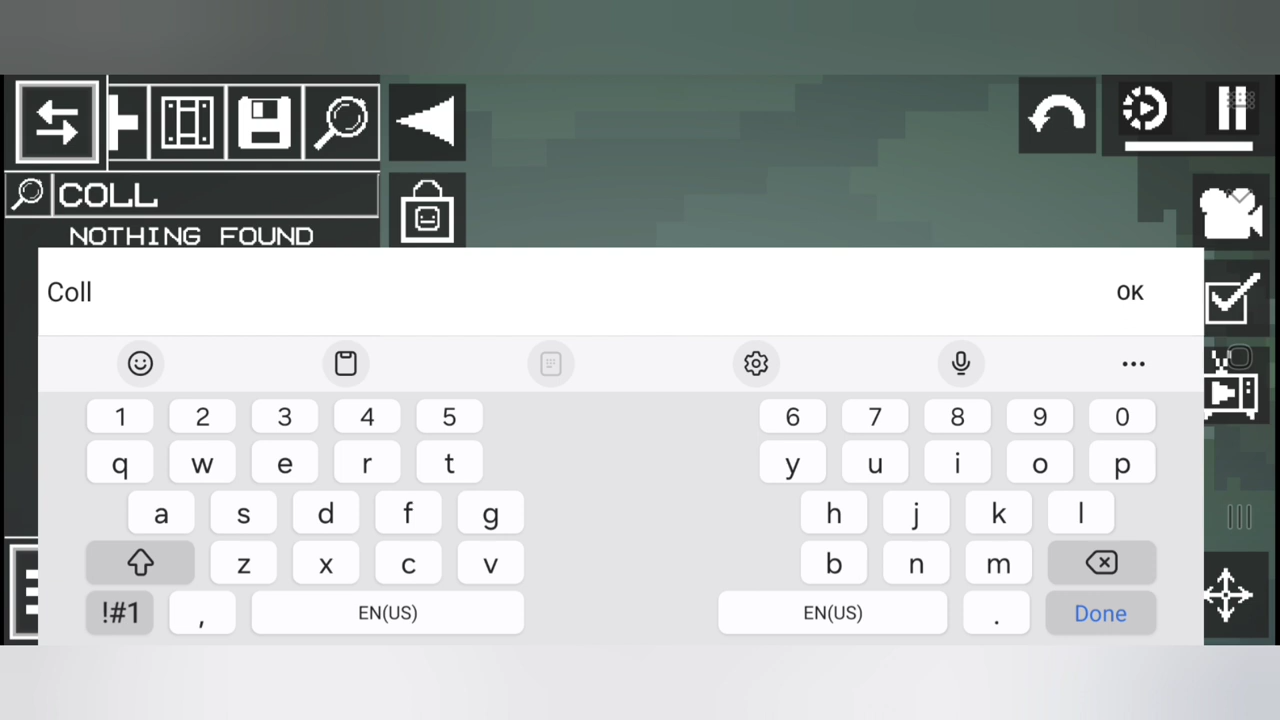 COLL
NOTHING FOUND
Coll
OK
...
1 2 3 4 5 6 7 8 9 0
q w e r t y u i o p
a s d f g h j k l
z x c v b n m
!#1 , EN(US) EN(US) . Done